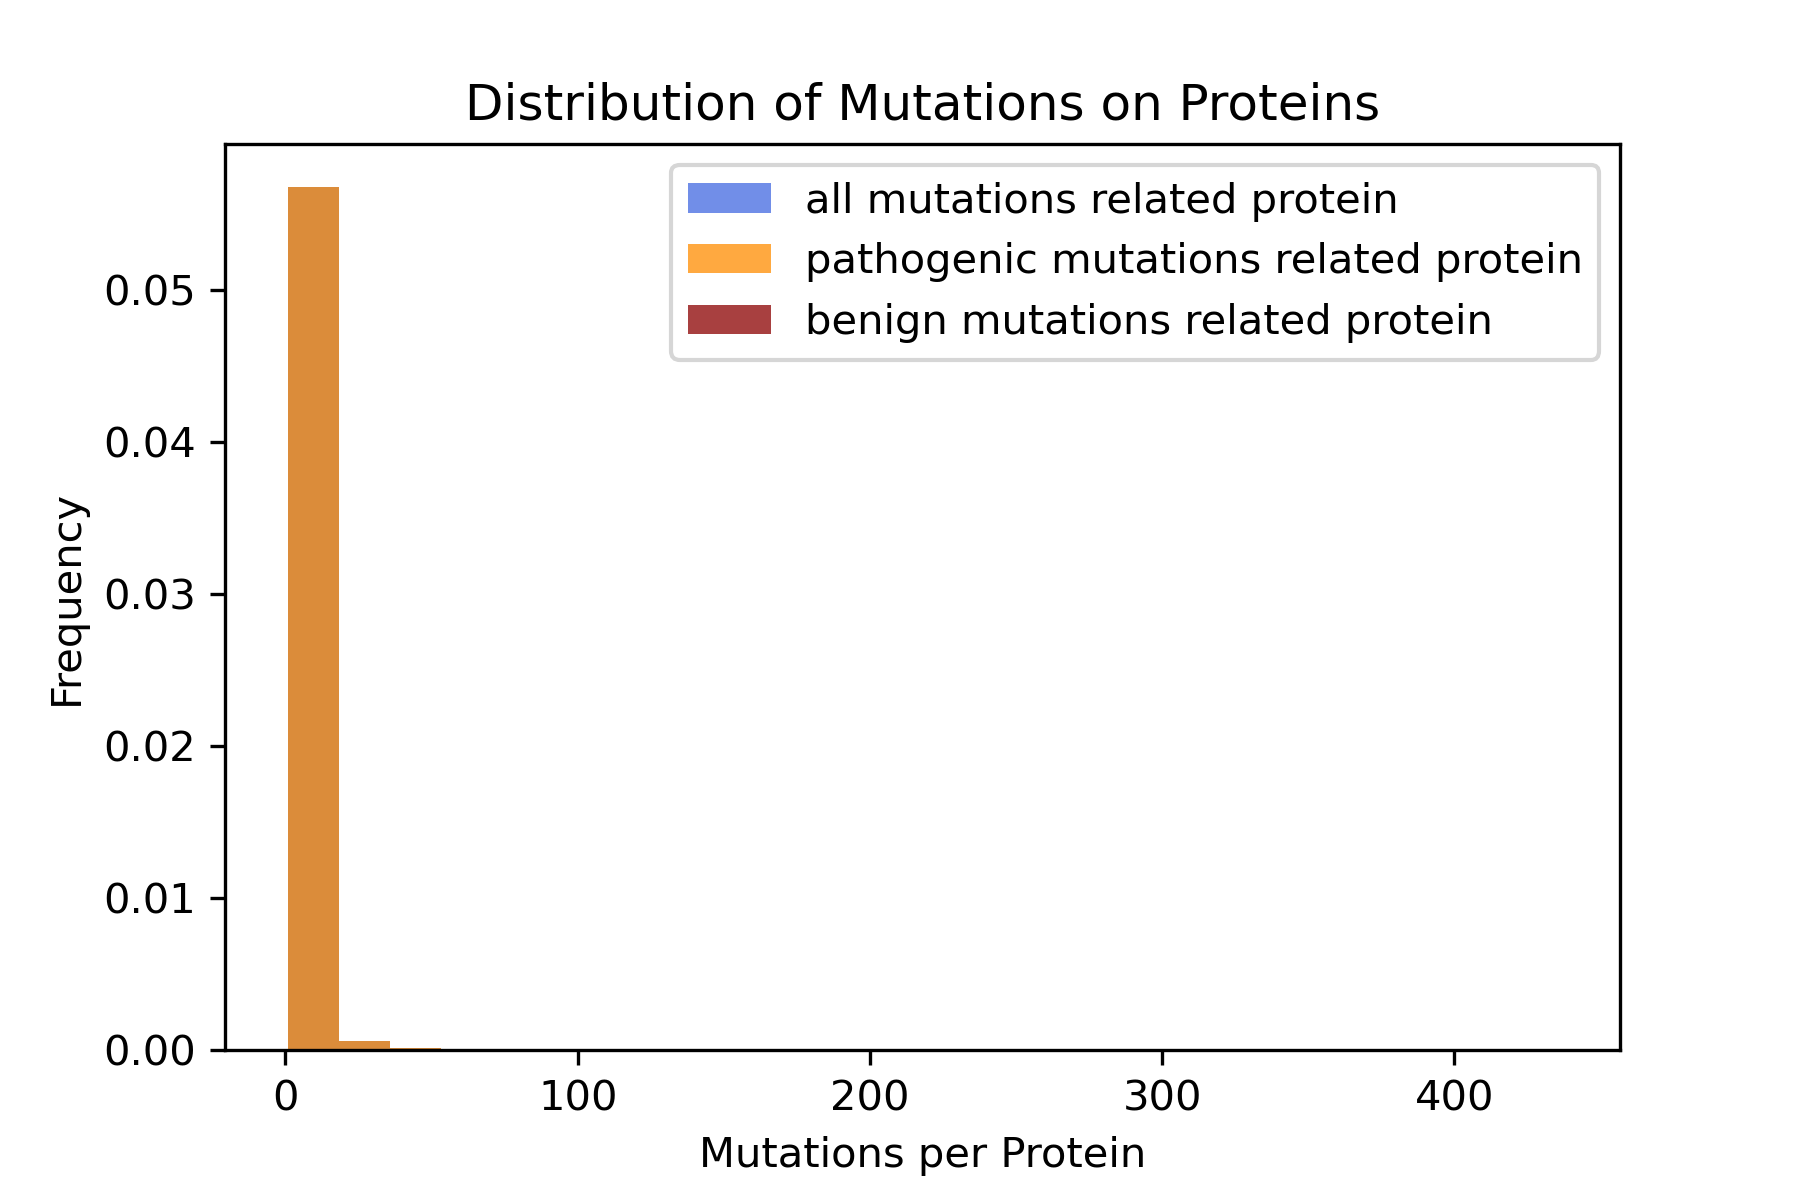 Distribution of Mutations on Proteins
all mutations related protein
pathogenic mutations related protein
benign mutations related protein
0.05
0.04
0.03
0.02
0.01
0.00
Frequency
0 100 200 300 400
Mutations per Protein